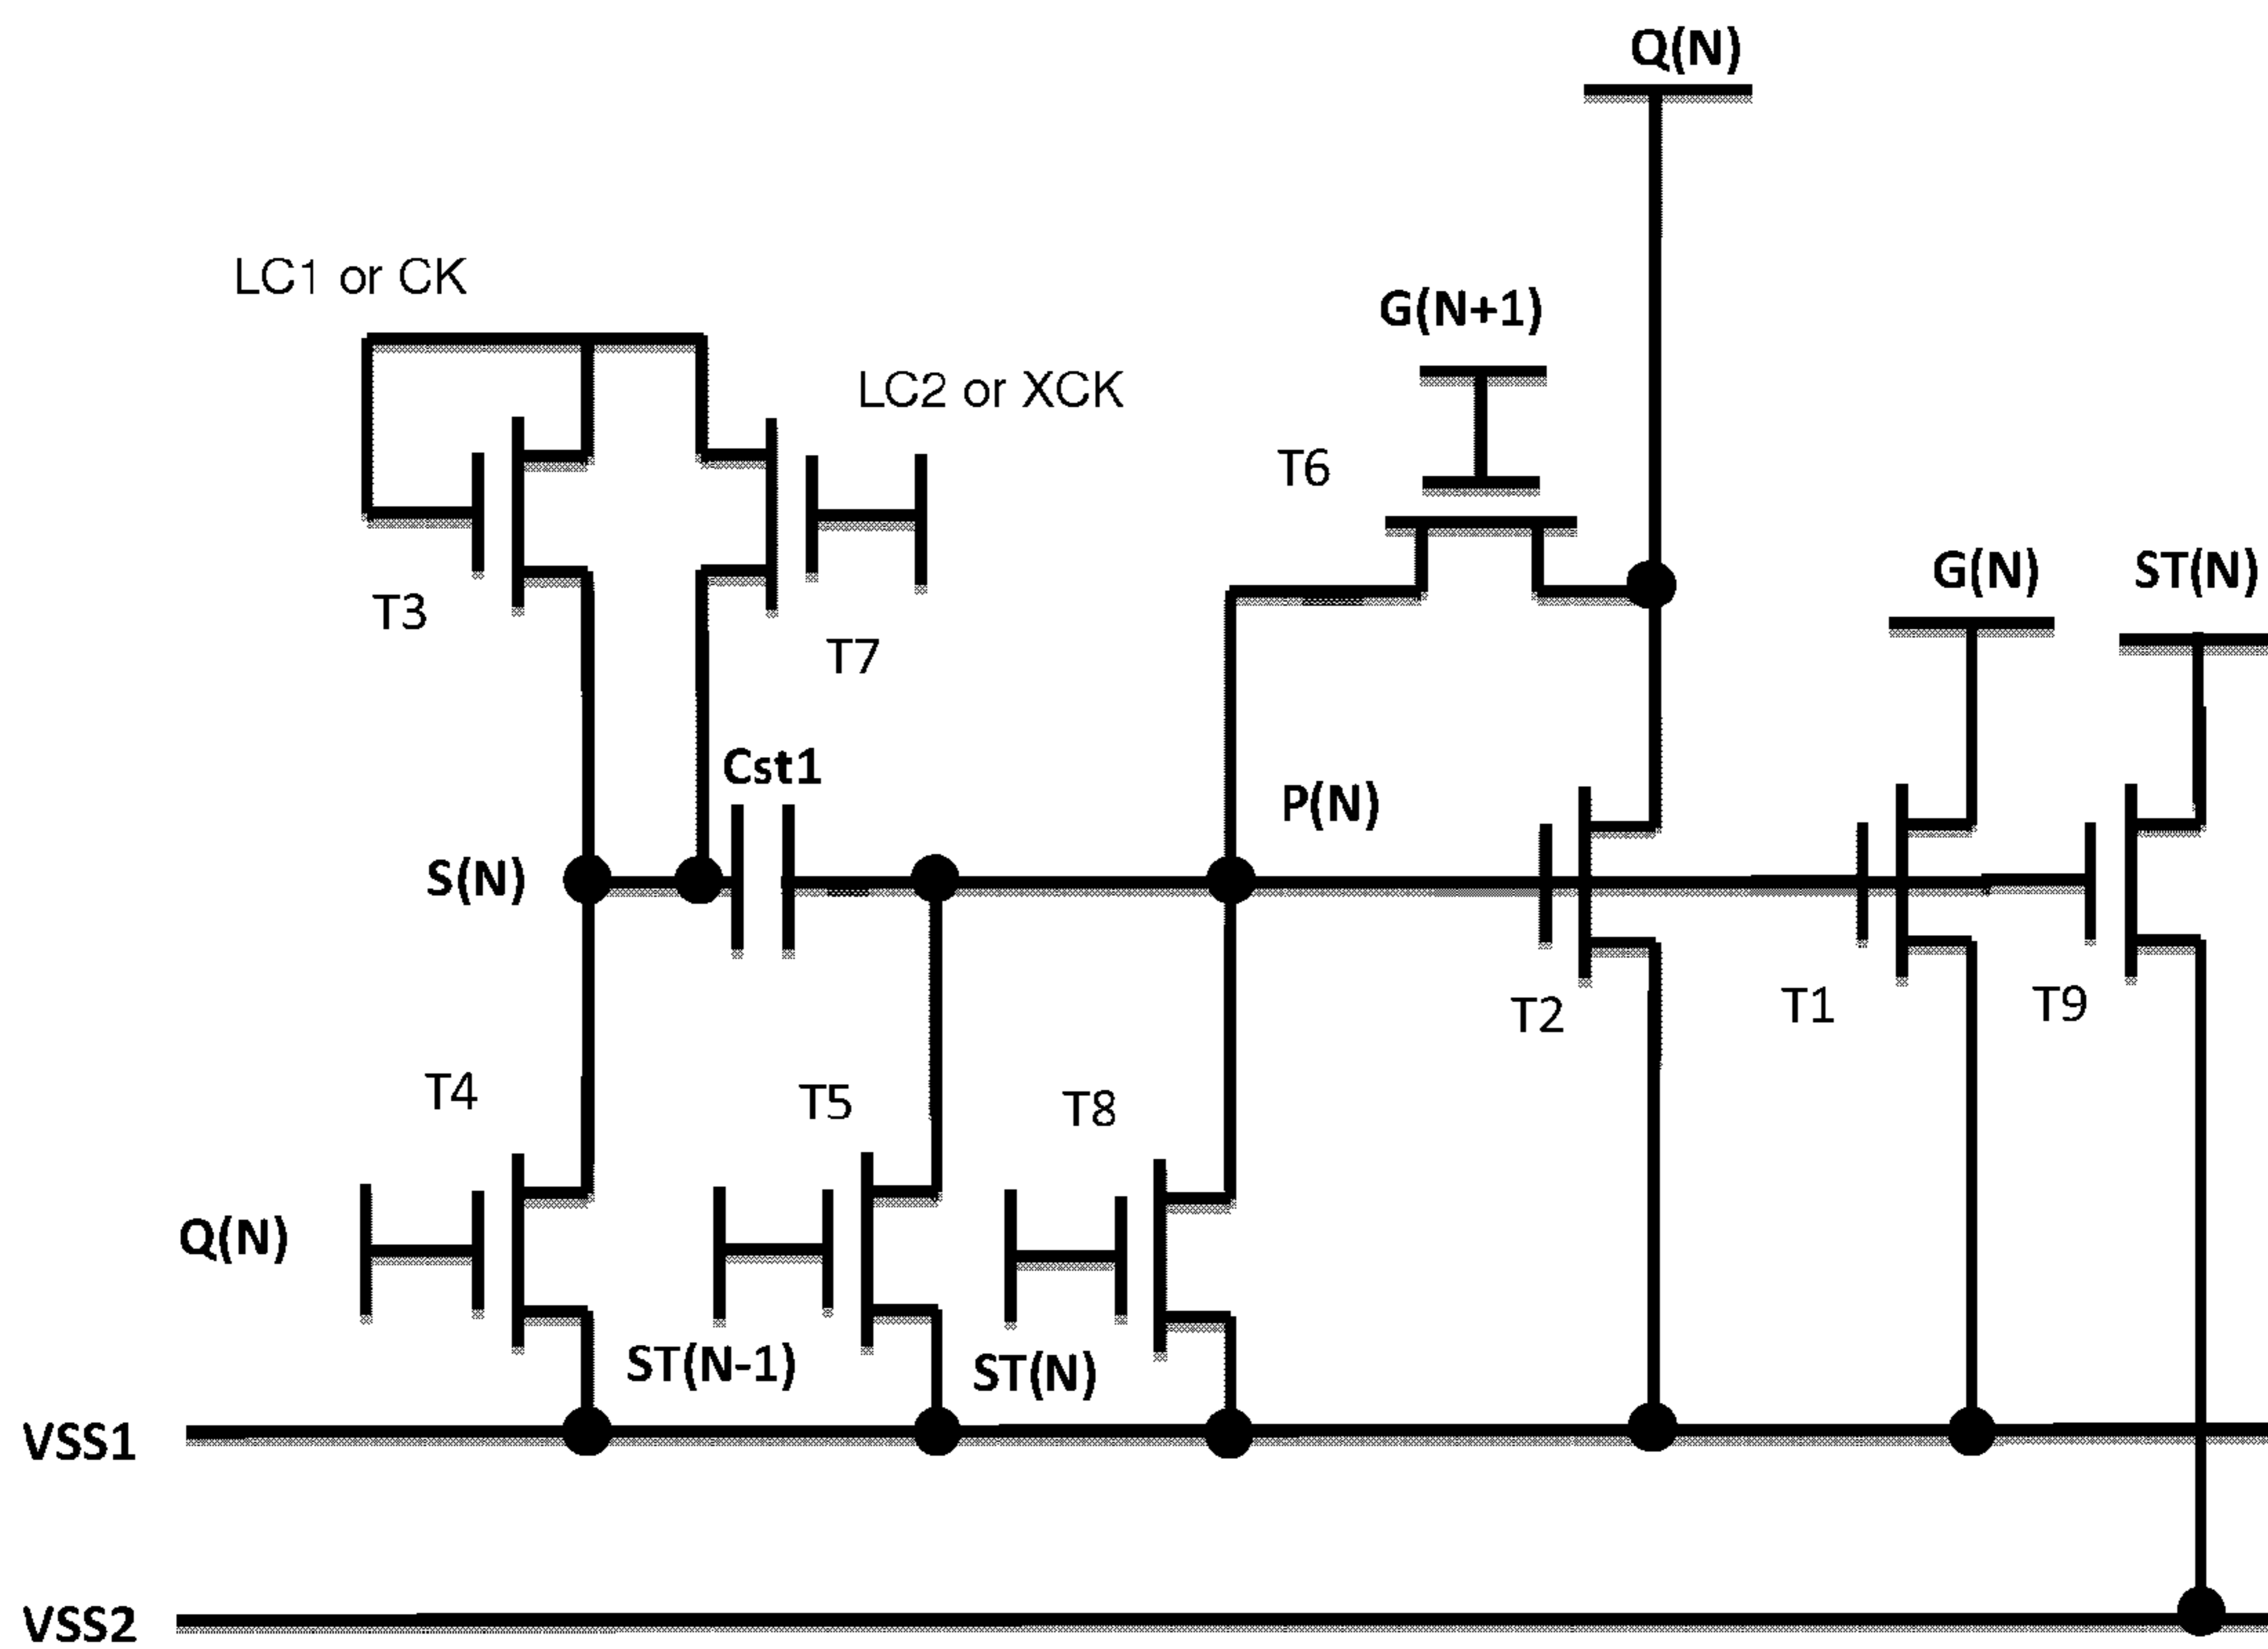 Q(N)
LC1 or CK
G(N+1)
LC2 or XCK
T6
G(N)
ST(N)
T3
T7
Cst1
P(N)
S(N)
T2
T1
T9
T4
T5
T8
Q(N)
ST(N-1)
ST(N)
VSS1
VSS2